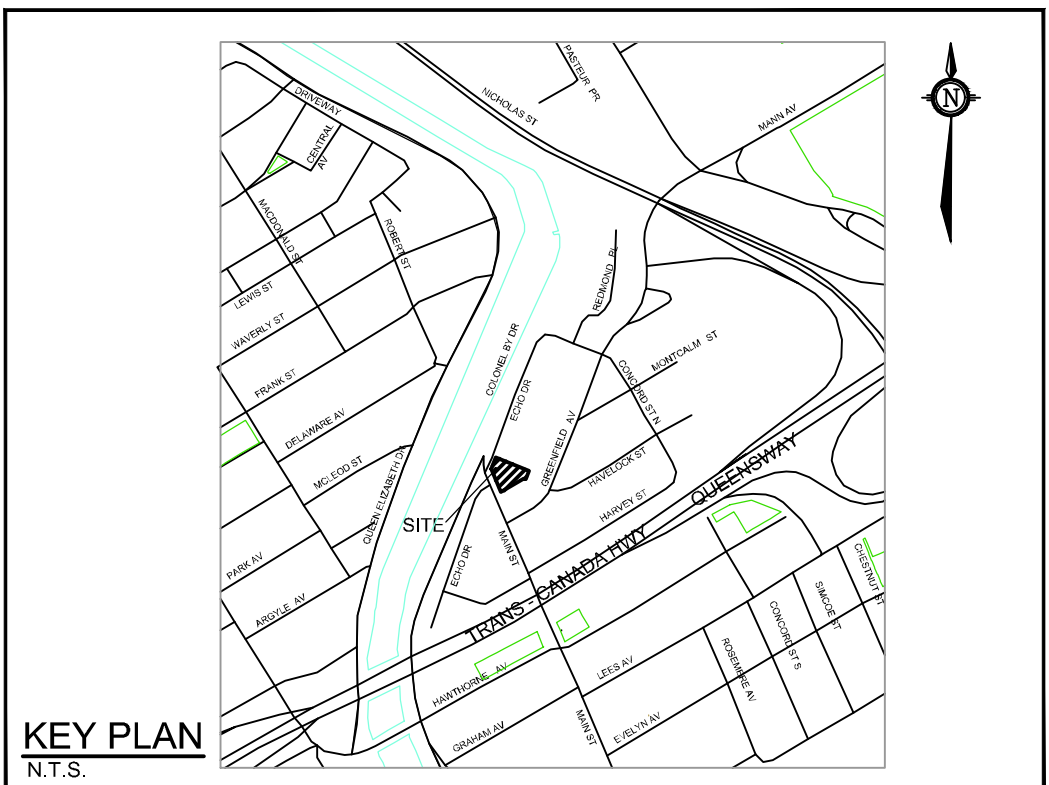 PASTEUR PR
NICHOLAS ST
DRIVEWAY
MANN AV
N
CENTRAL
AV
MACDONALD ST
ROBERT ST
REDMOND PL
LEWIS ST
WAVERLY ST
COLONEL BY DR
MONTCALM ST
FRANK ST
ECHO DR
CONCORD ST N
DELAWARE AV
GREENFIELD AV
MCLEOD ST
HAVELOCK ST
QUEENSWAY
QUEEN ELIZABETH DR
HARVEY ST
SITE
MAIN ST
PARK AV
ECHO DR
TRANS - CANADA HWY
CHESTNUT ST
ARGYLE AV
SIMCOE ST
CONCORD ST S
ROSEMERE AV
LEES AV
HAWTHORNE AV
MAIN ST
EVELYN AV
GRAHAM AV
KEY PLAN
N.T.S.